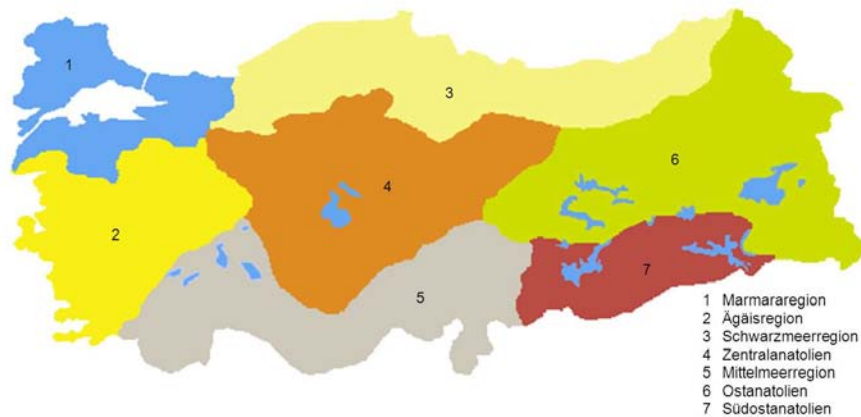 1
3
6
4
2
7
5
1 Marmararegion
2 Ägäisregion
3 Schwarzmeerregion
4 Zentralanatolien
5 Mittelmeerregion
6 Ostanatolien
7 Südostanatolien